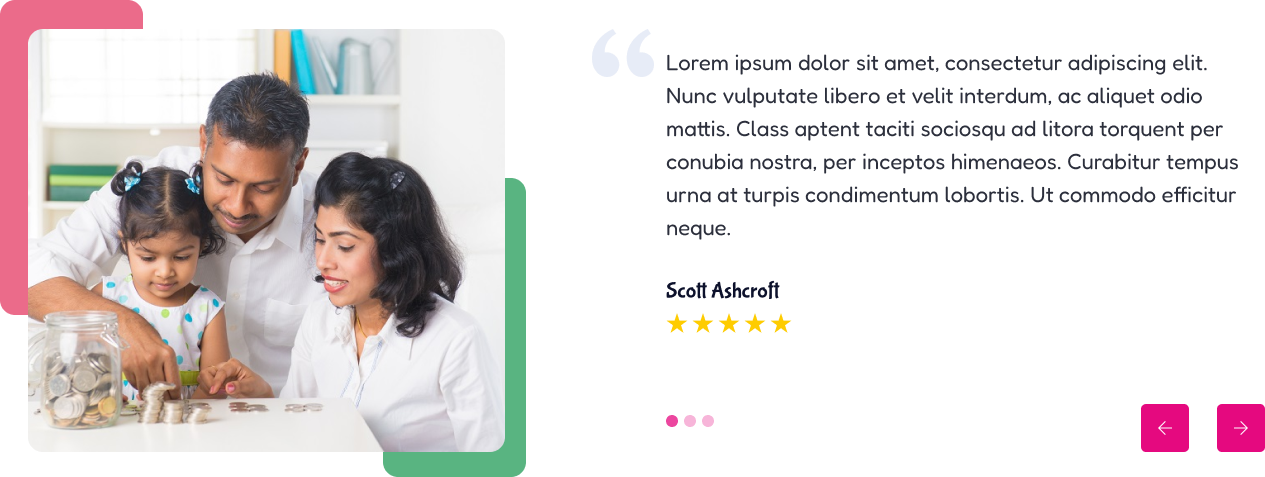 “
Lorem ipsum dolor sit amet, consectetur adipiscing elit.
Nunc vulputate libero et velit interdum, ac aliquet odio
mattis. Class aptent taciti sociosqu ad litora torquent per
conubia nostra, per inceptos himenaeos. Curabitur tempus
urna at turpis condimentum lobortis. Ut commodo efficitur
neque.
Scott Ashcroft